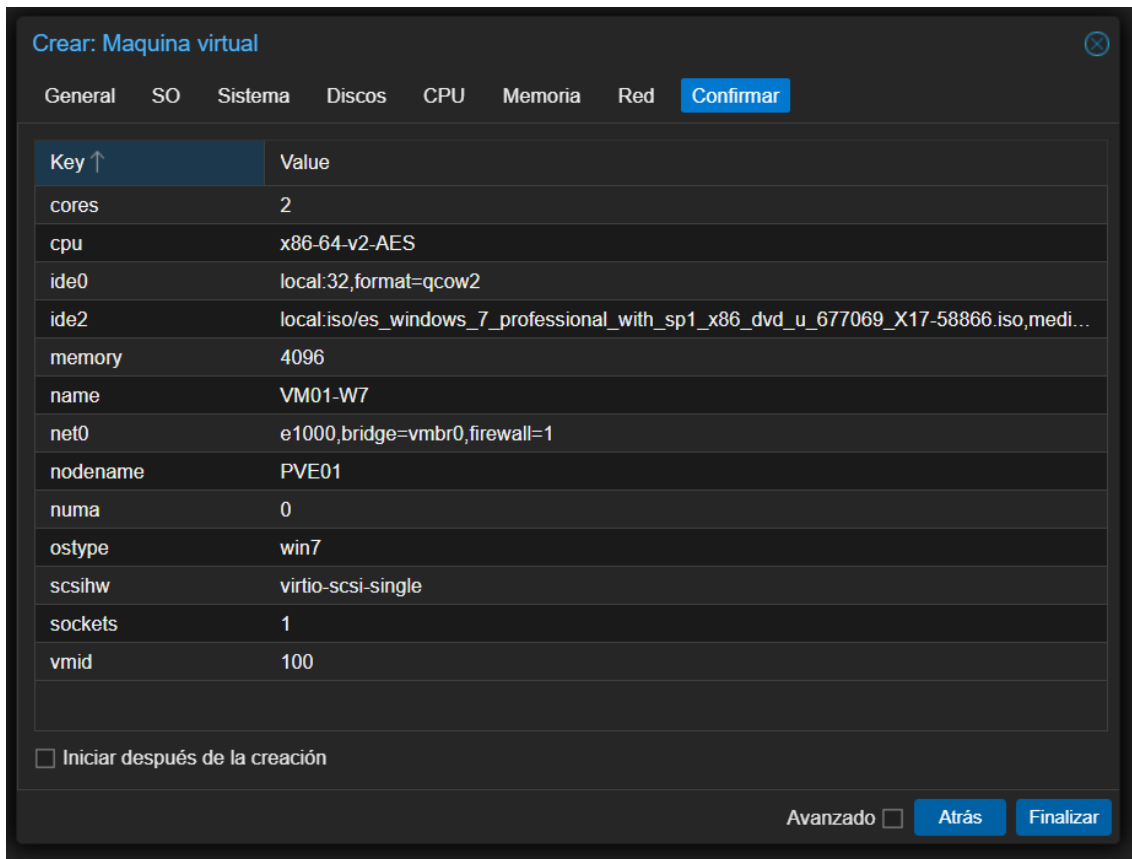 Crear: Maquina virtual
General SO Sistema Discos CPU Memoria Red Confirmar
Key Value
cores 2
cpu x86-64-v2-AES
ide0 local:32,format=qcow2
ide2 local:iso/es_windows_7_professional_with_sp1_x86_dvd_u_677069_X17-58866.iso,medi...
memory 4096
name VM01-W7
net0 e1000,bridge=vmbr0,firewall=1
nodename PVE01
numa 0
ostype win7
scsihw virtio-scsi-single
sockets 1
vmid 100
Iniciar después de la creación
Avanzado Atrás Finalizar